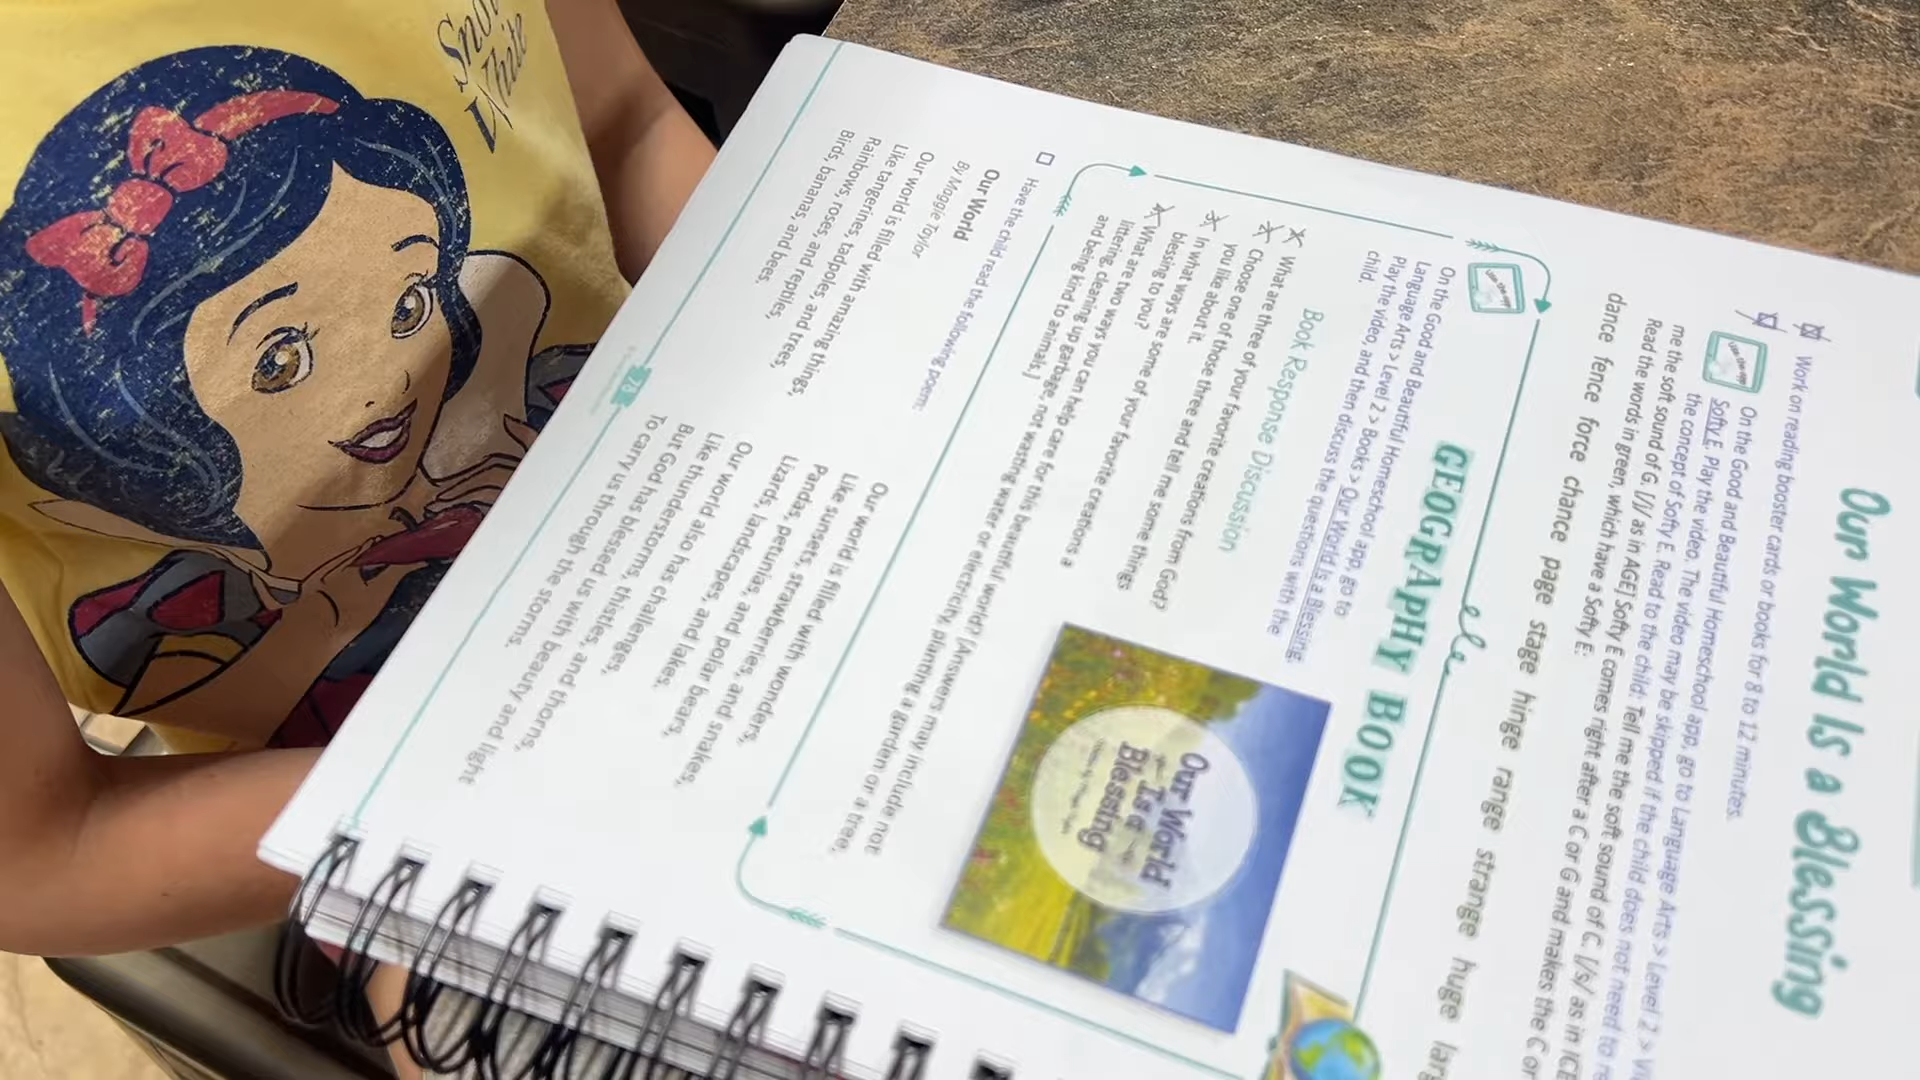 Snow
White
Our World Is a Blessing
Work on reading booster cards or books for 8 to 12 minutes.
On the Good and Beautiful Homeschool app, go to Language Arts > Level 2 >
Softy E. Play the video. The video may be skipped if the child does not need to
the concept of Softy E. Read to the child: Tell me the soft sound of C. [/s/ as in ICE
me the soft sound of G. [/j/ as in AGE] Softy E comes right after a C or G and makes the C or
Read the words in green, which have a Softy E:
dance fence force chance page stage hinge range strange huge
GEOGRAPHY BOOK
On the Good and Beautiful Homeschool app, go to
Language Arts > Level 2 > Books > Our World Is a Blessing.
Play the video, and then discuss the questions with the
child.
Book Response Discussion
What are three of your favorite creations from God?
Choose one of those three and tell me some things
you like about it.
In what ways are some of your favorite creations a
blessing to you?
What are two ways you can help care for this beautiful world? [Answers may include not
littering, cleaning up garbage, not wasting water or electricity, planting a garden or a tree,
and being kind to animals.]
Our World
Is a
Blessing
Have the child read the following poem:
Our World
By Maggie Taylor
Our world is filled with amazing things,
Like tangerines, tadpoles, and trees,
Rainbows, roses, and reptiles,
Birds, bananas, and bees.
Our world is filled with wonders,
Like sunsets, strawberries, and snakes,
Pandas, petunias, and polar bears,
Lizards, landscapes, and lakes.
Our world also has challenges,
Like thunderstorms, thistles, and thorns,
But God has blessed us with beauty and light
To carry us through the storms.
78